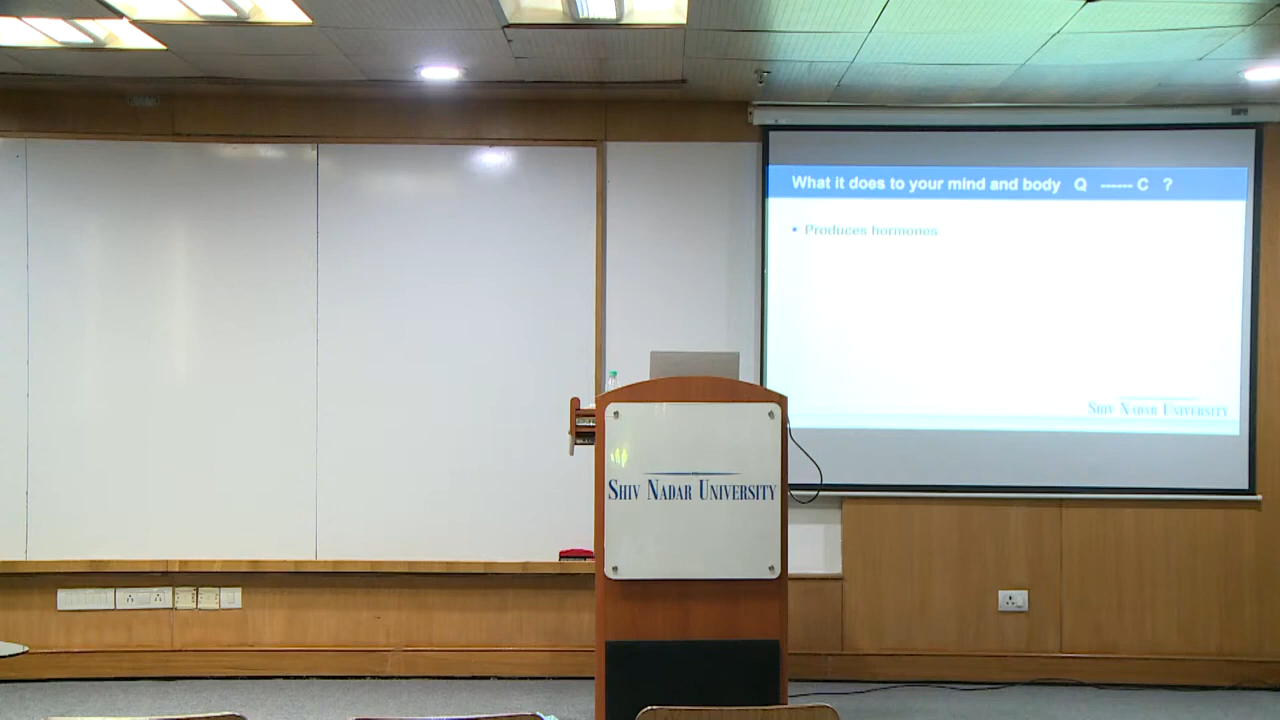 What it does to your mind and body Q ------ C ?
• Produces hormones
SHIV NADAR UNIVERSITY
SHIV NADAR UNIVERSITY